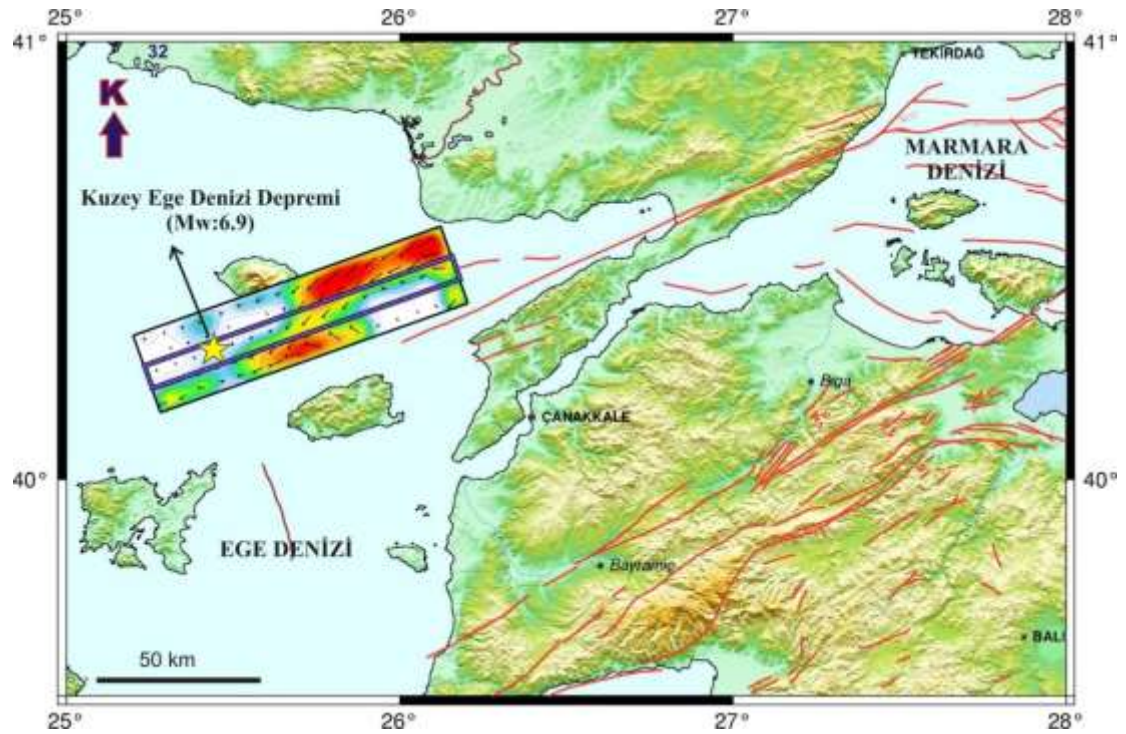 25° 26° 27° 28°
41° 41°
32
TEKİRDAĞ
K
MARMARA
DENİZİ
Kuzey Ege Denizi Depremi
(Mw:6.9)
Biga
ÇANAKKALE
40° 40°
EGE DENİZİ
Bayramiç
BALI
50 km
25° 26° 27° 28°